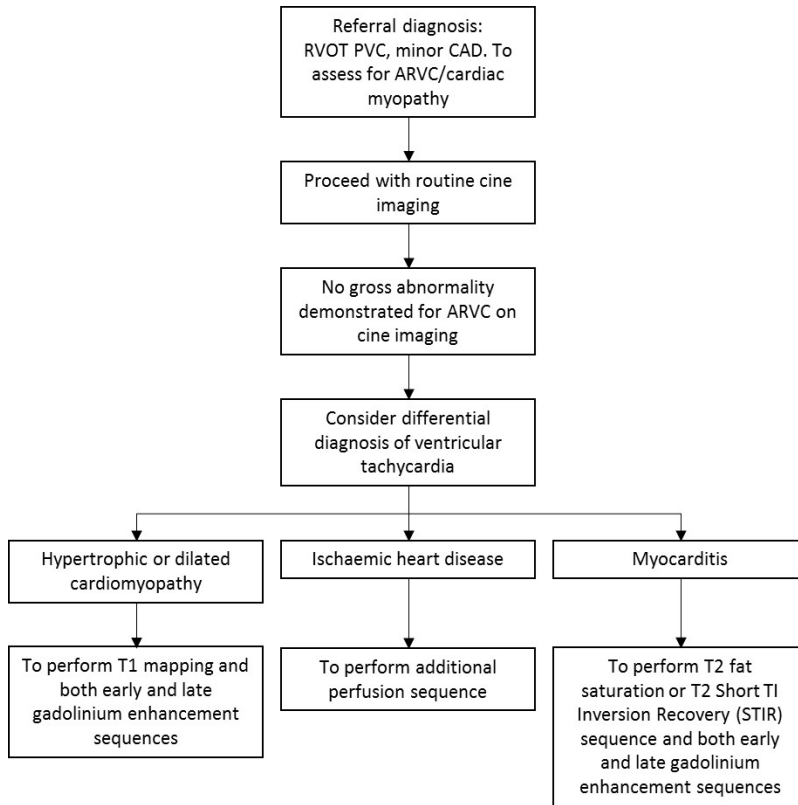 Referral diagnosis:
RVOT PVC, minor CAD. To
assess for ARVC/cardiac
myopathy
Proceed with routine cine
imaging
No gross abnormality
demonstrated for ARVC on
cine imaging
Consider differential
diagnosis of ventricular
tachycardia
Hypertrophic or dilated
cardiomyopathy
Ischaemic heart disease
Myocarditis
To perform T1 mapping and
both early and late
gadolinium enhancement
sequences
To perform additional
perfusion sequence
To perform T2 fat
saturation or T2 Short TI
Inversion Recovery (STIR)
sequence and both early
and late gadolinium
enhancement sequences